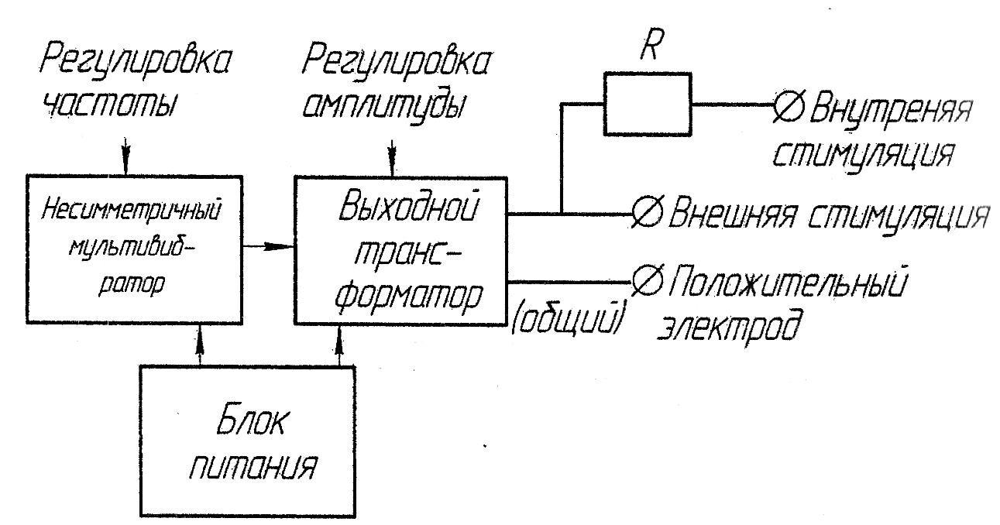 Регулировка
частоты
Регулировка
амплитуды
R
Внутреняя
стимуляция
Несимметричный
мультивиб-
ратор
Выходной
транс-
форматор
Внешняя стимуляция
Положительный
электрод
(общий)
Блок
питания